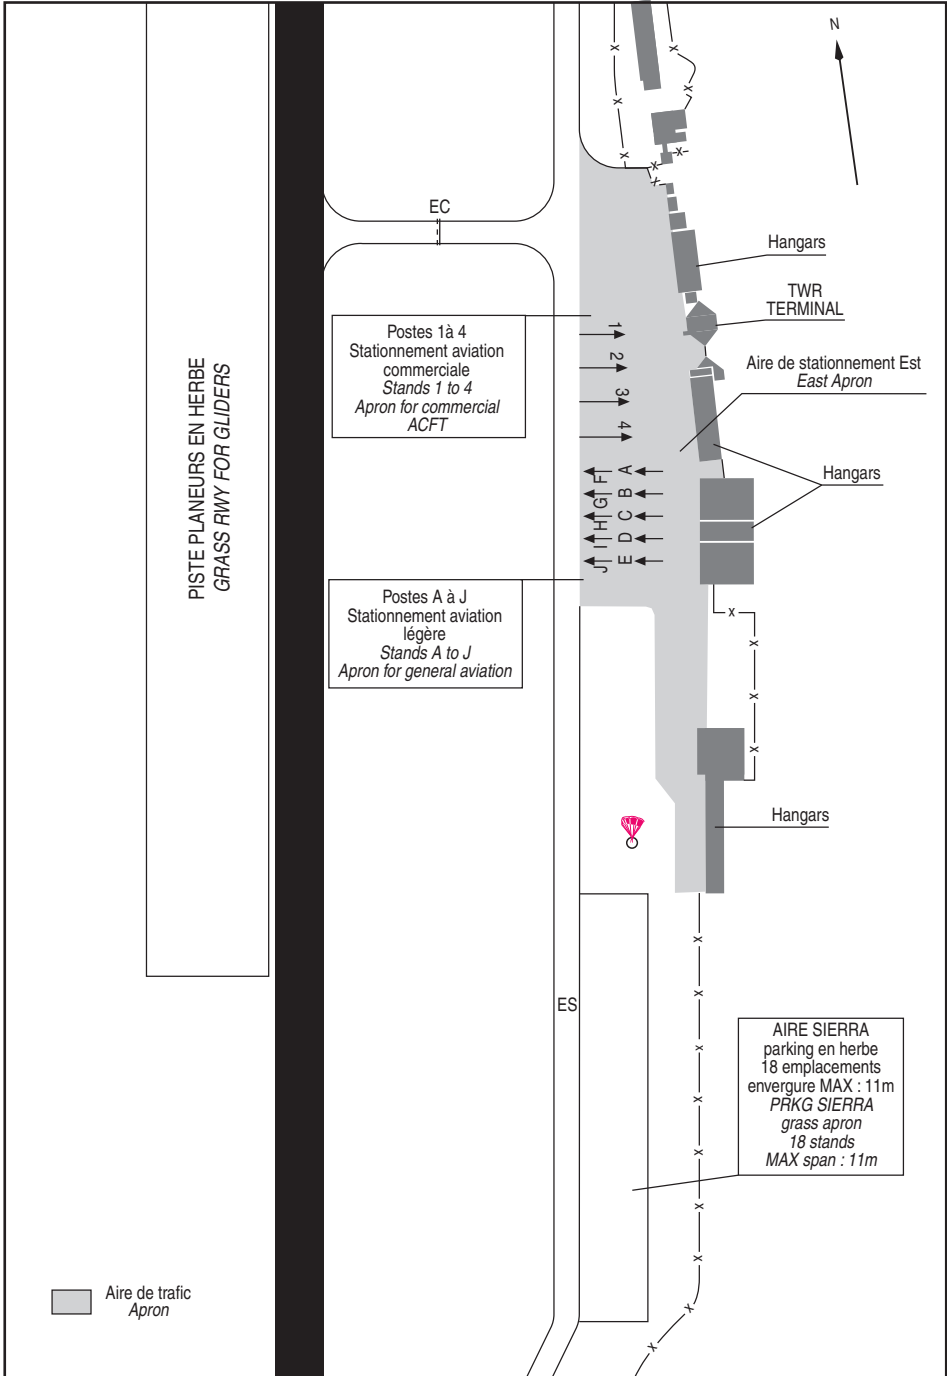 N
EC
Hangars
TWR
TERMINAL
Postes 1à 4
Stationnement aviation
commerciale
Stands 1 to 4
Apron for commercial
ACFT
1
2
3
4
Aire de stationnement Est
East Apron
Hangars
PISTE PLANEURS EN HERBE
GRASS RWY FOR GLIDERS
F A
G B
H C
I D
J E
Postes A à J
Stationnement aviation
légère
Stands A to J
Apron for general aviation
Hangars
ES
AIRE SIERRA
parking en herbe
18 emplacements
envergure MAX : 11m
PRKG SIERRA
grass apron
18 stands
MAX span : 11m
Aire de trafic
Apron